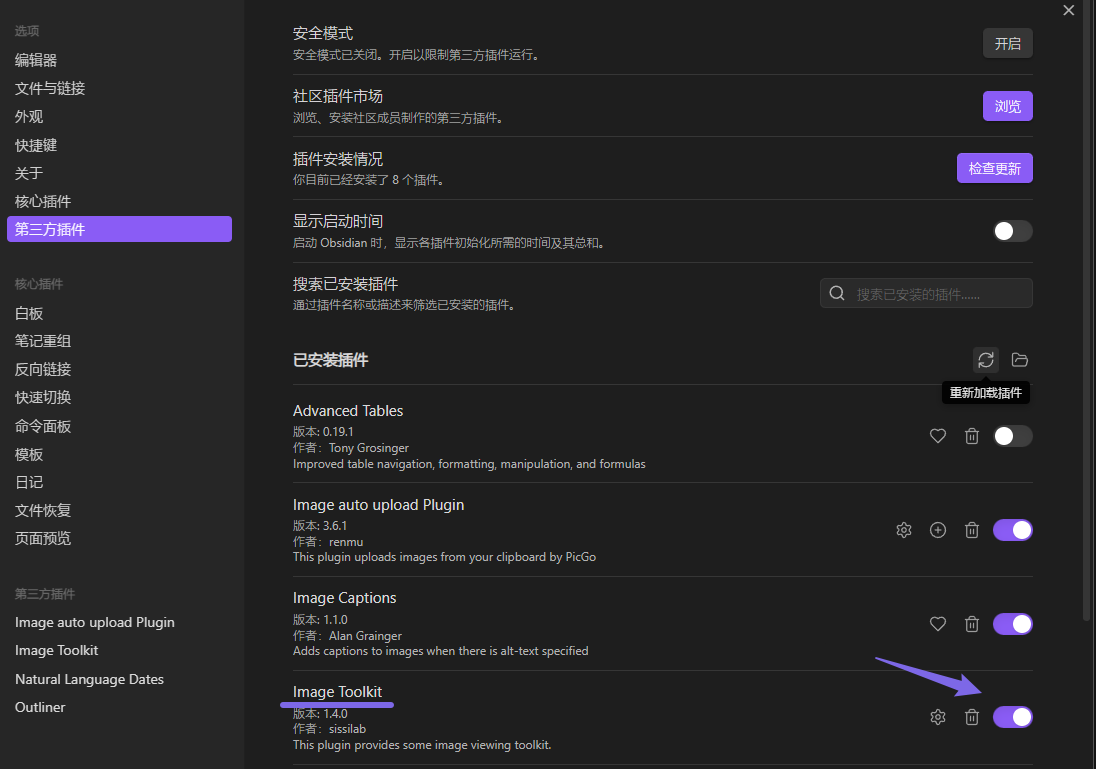 选项
编辑器
文件与链接
外观
快捷键
关于
核心插件
第三方插件
核心插件
白板
笔记重组
反向链接
快速切换
命令面板
模板
日记
文件恢复
页面预览
第三方插件
Image auto upload Plugin
Image Toolkit
Natural Language Dates
Outliner
安全模式
安全模式已关闭。开启以限制第三方插件运行。
开启
社区插件市场
浏览、安装社区成员制作的第三方插件。
浏览
插件安装情况
你目前已经安装了 8 个插件。
检查更新
显示启动时间
启动 Obsidian 时，显示各插件初始化所需的时间及其总和。
搜索已安装插件
通过插件名称或描述来筛选已安装的插件。
搜索已安装的插件......
已安装插件
重新加载插件
Advanced Tables
版本: 0.19.1
作者：Tony Grosinger
Improved table navigation, formatting, manipulation, and formulas
Image auto upload Plugin
版本: 3.6.1
作者：renmu
This plugin uploads images from your clipboard by PicGo
Image Captions
版本: 1.1.0
作者：Alan Grainger
Adds captions to images when there is alt-text specified
Image Toolkit
版本: 1.4.0
作者：sissilab
This plugin provides some image viewing toolkit.